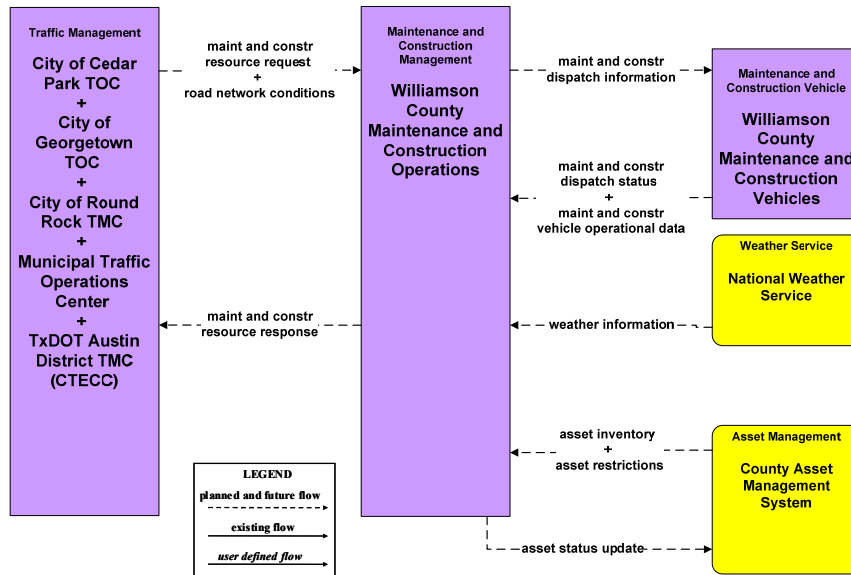 Traffic Management
City of Cedar
Park TOC
+
City of
Georgetown
TOC
+
City of Round
Rock TMC
+
Municipal Traffic
Operations
Center
+
TxDOT Austin
District TMC
(CTECC)
maint and constr
resource request
+
road network conditions
maint and constr
resource response
Maintenance and
Construction
Management
Williamson
County
Maintenance and
Construction
Operations
maint and constr
dispatch information
maint and constr
dispatch status
+
maint and constr
vehicle operational data
weather information
asset inventory
+
asset restrictions
asset status update
Maintenance and
Construction Vehicle
Williamson
County
Maintenance and
Construction
Vehicles
Weather Service
National Weather
Service
Asset Management
County Asset
Management
System
LEGEND
planned and future flow
existing flow
user defined flow